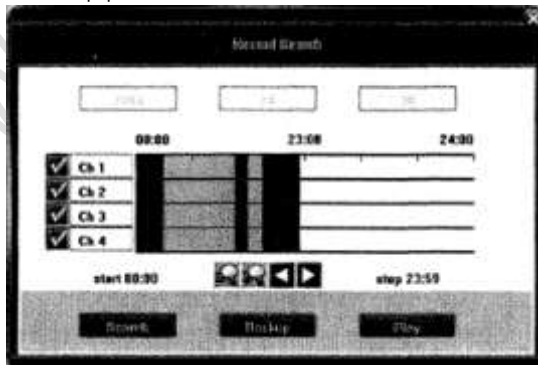 Record Search
00:00 23:08 24:00
Ch 1
Ch 2
Ch 3
Ch 4
start 00:00 stop 23:59
Search Backup Play